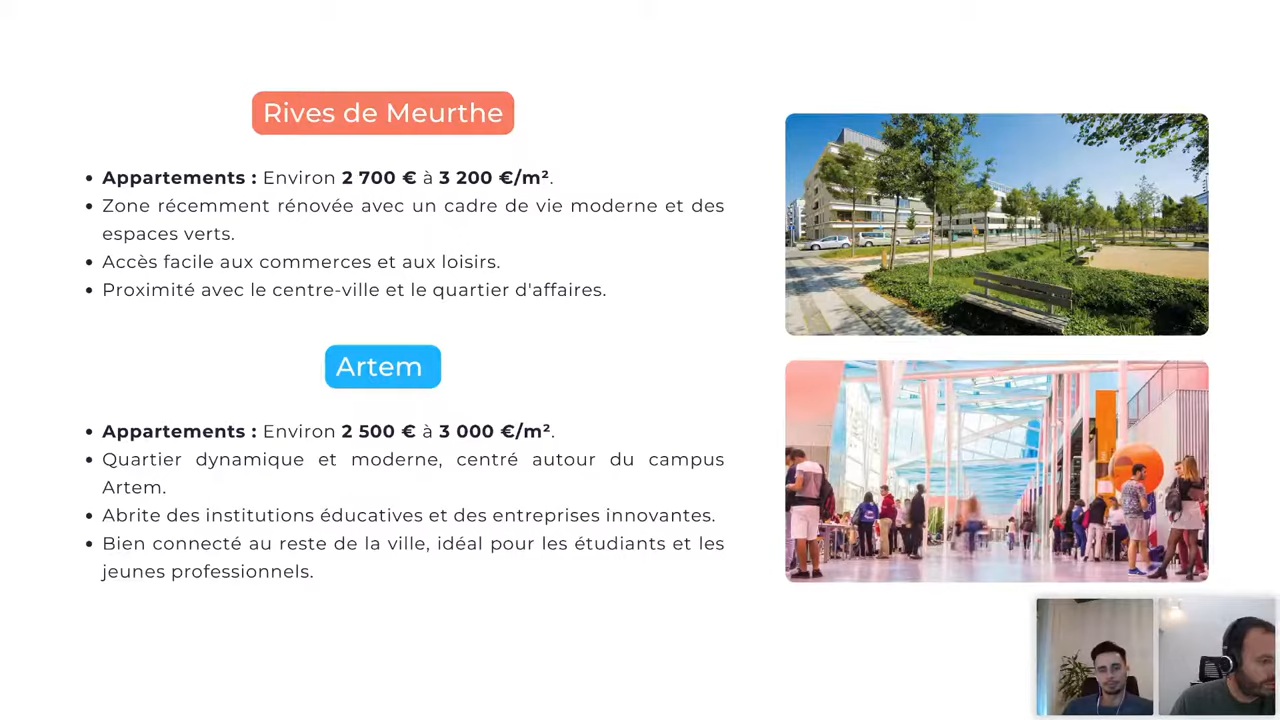 Rives de Meurthe
• Appartements : Environ 2 700 € à 3 200 €/m².
• Zone récemment rénovée avec un cadre de vie moderne et des
espaces verts.
• Accès facile aux commerces et aux loisirs.
• Proximité avec le centre-ville et le quartier d'affaires.
Artem
• Appartements : Environ 2 500 € à 3 000 €/m².
• Quartier dynamique et moderne, centré autour du campus
Artem.
• Abrite des institutions éducatives et des entreprises innovantes.
• Bien connecté au reste de la ville, idéal pour les étudiants et les
jeunes professionnels.